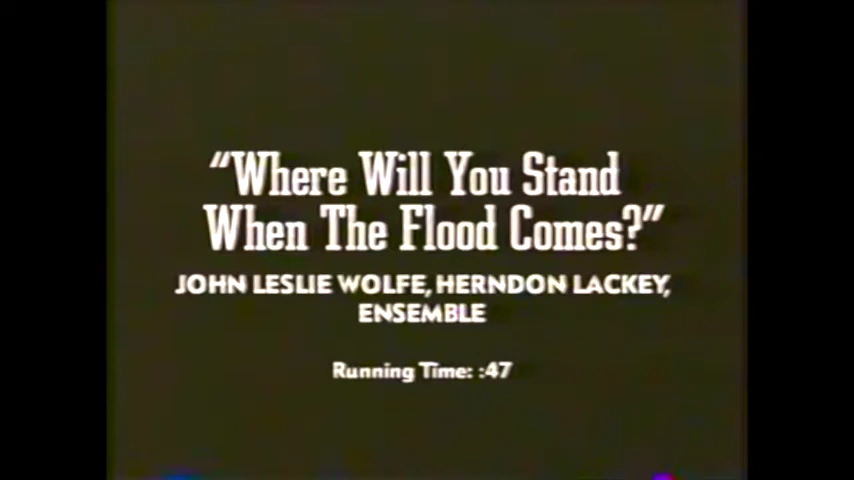 “Where Will You Stand
When The Flood Comes?”
JOHN LESLIE WOLFE, HERNDON LACKEY,
ENSEMBLE
Running Time: :47